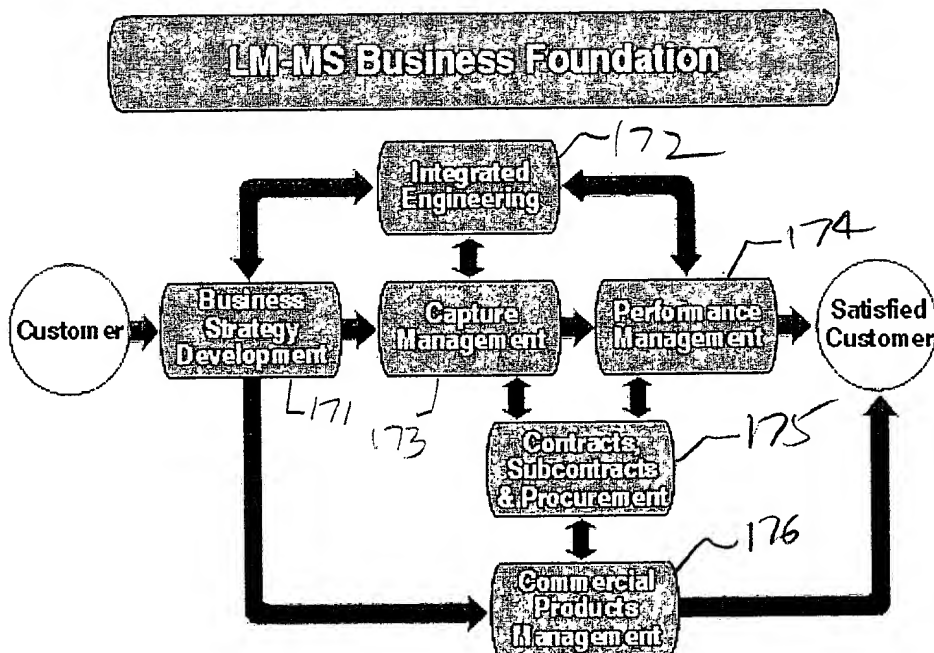 LM-MS Business Foundation
172
Integrated
Engineering
174
Customer
Business
Strategy
Development
Capture
Management
Performance
Management
Satisfied
Customer
171
173
Contracts,
Subcontracts
& Procurement
175
176
Commercial
Products
Management